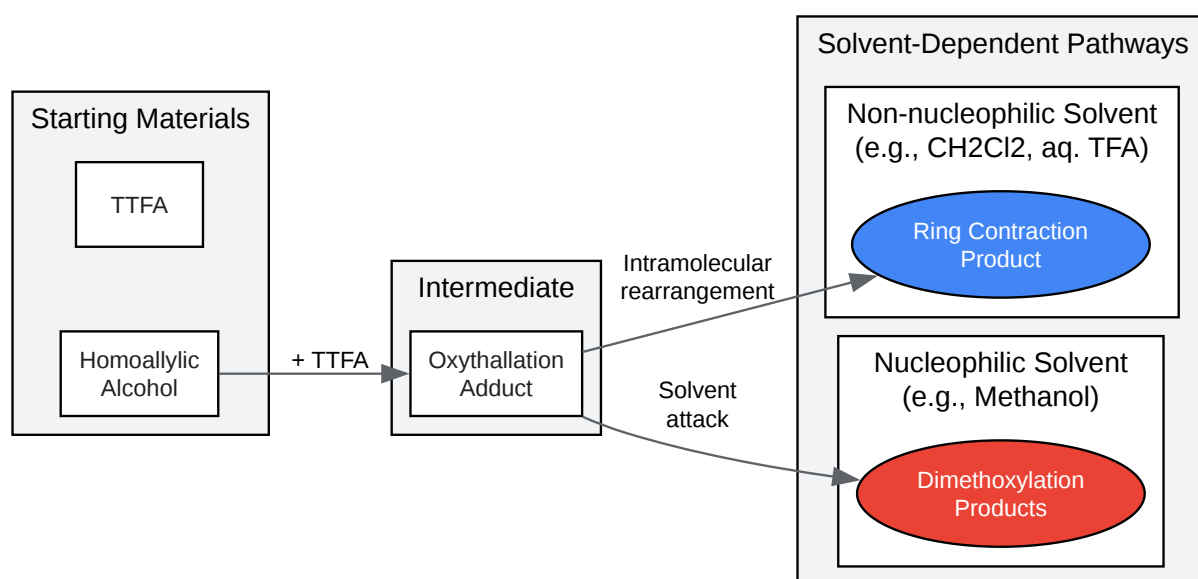 Starting Materials
TTFA
Homoallylic
Alcohol
+ TTFA
Intermediate
Oxythallation
Adduct
Intramolecular
rearrangement
Solvent
attack
Solvent-Dependent Pathways
Non-nucleophilic Solvent
(e.g., CH2Cl2, aq. TFA)
Ring Contraction
Product
Nucleophilic Solvent
(e.g., Methanol)
Dimethoxylation
Products